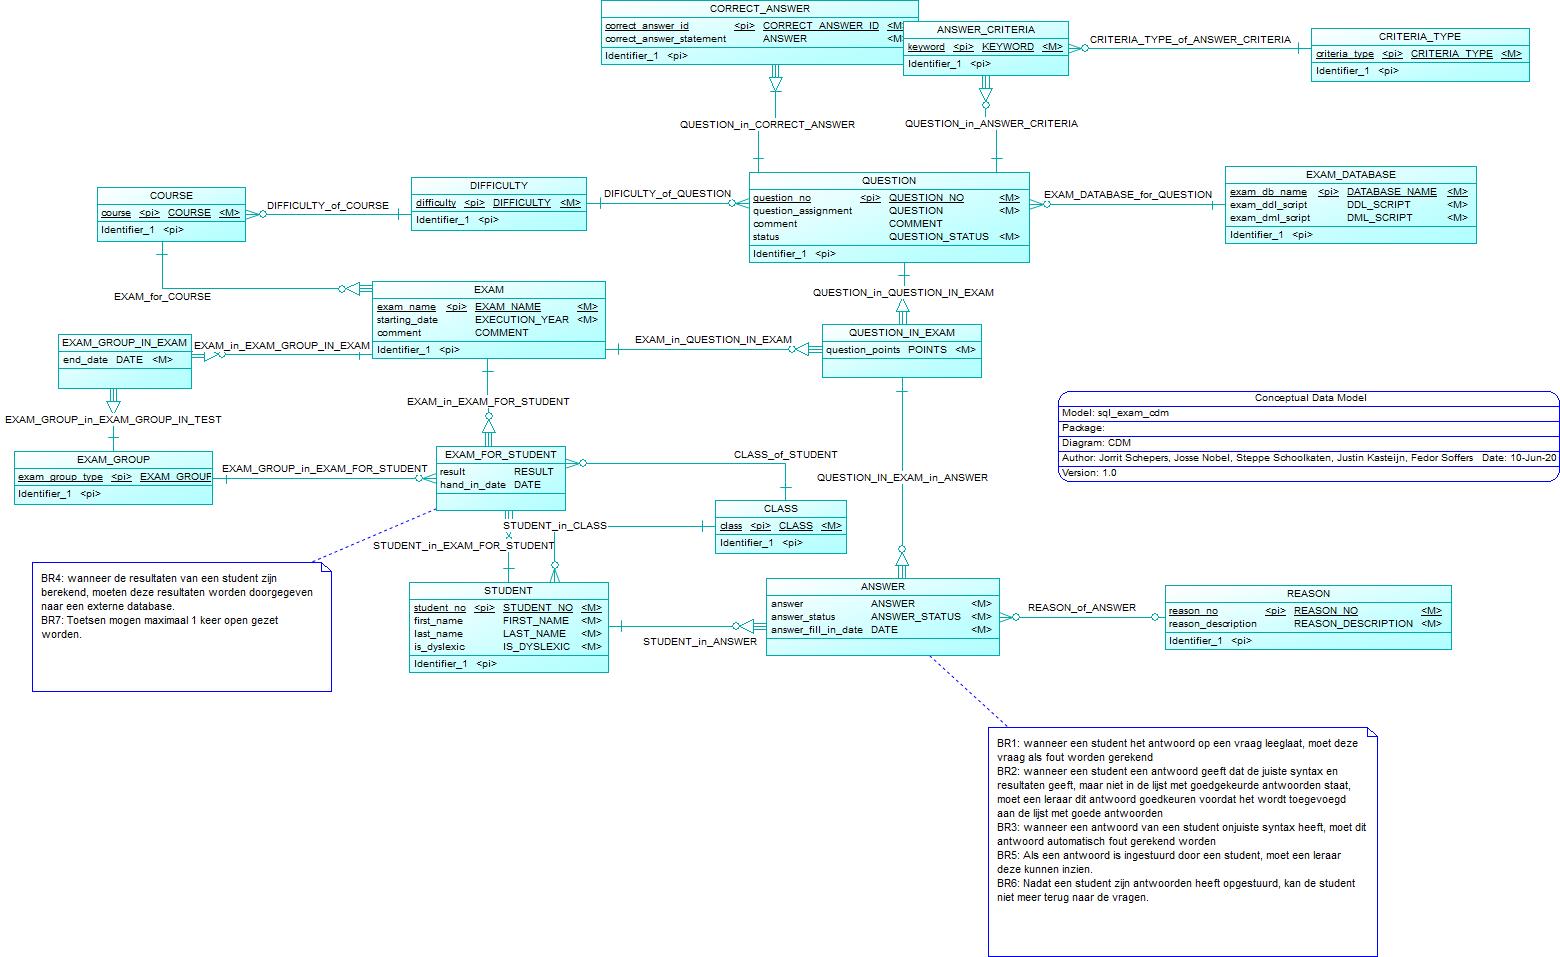 CORRECT_ANSWER
correct_answer_id <pi> CORRECT_ANSWER_ID <M>
correct_answer_statement ANSWER <M>
Identifier_1 <pi>
ANSWER_CRITERIA
keyword <pi> KEYWORD <M>
Identifier_1 <pi>
CRITERIA_TYPE_of_ANSWER_CRITERIA
CRITERIA_TYPE
criteria_type <pi> CRITERIA_TYPE <M>
Identifier_1 <pi>
QUESTION_in_CORRECT_ANSWER
QUESTION_in_ANSWER_CRITERIA
COURSE
course <pi> COURSE <M>
Identifier_1 <pi>
DIFFICULTY_of_COURSE
DIFFICULTY
difficulty <pi> DIFFICULTY <M>
Identifier_1 <pi>
DIFICULTY_of_QUESTION
QUESTION
question_no <pi> QUESTION_NO <M>
question_assignment QUESTION <M>
comment COMMENT
status QUESTION_STATUS <M>
Identifier_1 <pi>
EXAM_DATABASE_for_QUESTION
EXAM_DATABASE
exam_db_name <pi> DATABASE_NAME <M>
exam_ddl_script DDL_SCRIPT <M>
exam_dml_script DML_SCRIPT <M>
Identifier_1 <pi>
EXAM_for_COURSE
EXAM
exam_name <pi> EXAM_NAME <M>
starting_date EXECUTION_YEAR <M>
comment COMMENT
Identifier_1 <pi>
QUESTION_in_QUESTION_IN_EXAM
EXAM_GROUP_IN_EXAM
end_date DATE <M>
EXAM_in_EXAM_GROUP_IN_EXAM
EXAM_in_QUESTION_IN_EXAM
QUESTION_IN_EXAM
question_points POINTS <M>
EXAM_GROUP_in_EXAM_GROUP_IN_TEST
EXAM_in_EXAM_FOR_STUDENT
Conceptual Data Model
Model: sql_exam_cdm
Package:
Diagram: CDM
Author: Jorrit Schepers, Josse Nobel, Steppe Schoolkaten, Justin Kasteijn, Fedor Soffers Date: 10-Jun-20
Version: 1.0
EXAM_GROUP
exam_group_type <pi> EXAM_GROUP
Identifier_1 <pi>
EXAM_GROUP_in_EXAM_FOR_STUDENT
EXAM_FOR_STUDENT
result RESULT
hand_in_date DATE
CLASS_of_STUDENT
QUESTION_IN_EXAM_in_ANSWER
CLASS
class <pi> CLASS <M>
Identifier_1 <pi>
STUDENT_in_CLASS
STUDENT_in_EXAM_FOR_STUDENT
BR4: wanneer de resultaten van een student zijn
berekend, moeten deze resultaten worden doorgegeven
naar een externe database.
BR7: Toetsen mogen maximaal 1 keer open gezet
worden.
STUDENT
student_no <pi> STUDENT_NO <M>
first_name FIRST_NAME <M>
last_name LAST_NAME <M>
is_dyslexic IS_DYSLEXIC <M>
Identifier_1 <pi>
STUDENT_in_ANSWER
ANSWER
answer ANSWER <M>
answer_status ANSWER_STATUS <M>
answer_fill_in_date DATE <M>
REASON_of_ANSWER
REASON
reason_no <pi> REASON_NO <M>
reason_description REASON_DESCRIPTION <M>
Identifier_1 <pi>
BR1: wanneer een student het antwoord op een vraag leeglaat, moet deze
vraag als fout worden gerekend
BR2: wanneer een student een antwoord geeft dat de juiste syntax en
resultaten geeft, maar niet in de lijst met goedgekeurde antwoorden staat,
moet een leraar dit antwoord goedkeuren voordat het wordt toegevoegd
aan de lijst met goede antwoorden
BR3: wanneer een antwoord van een student onjuiste syntax heeft, moet dit
antwoord automatisch fout gerekend worden
BR5: Als een antwoord is ingestuurd door een student, moet een leraar
deze kunnen inzien.
BR6: Nadat een student zijn antwoorden heeft opgestuurd, kan de student
niet meer terug naar de vragen.